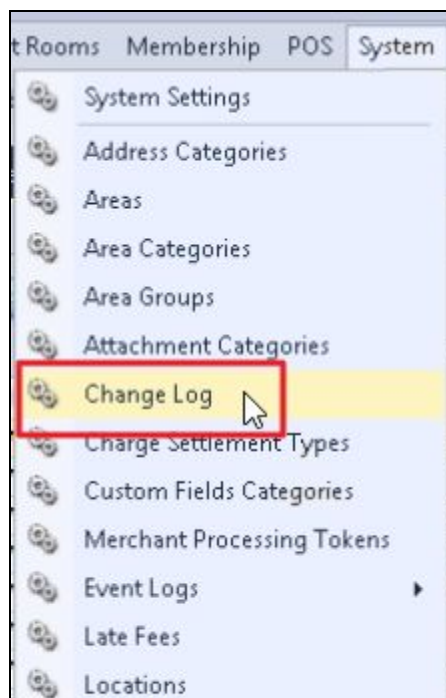 t Rooms Membership POS System
System Settings
Address Categories
Areas
Area Categories
Area Groups
Attachment Categories
Change Log
Charge Settlement Types
Custom Fields Categories
Merchant Processing Tokens
Event Logs
Late Fees
Locations